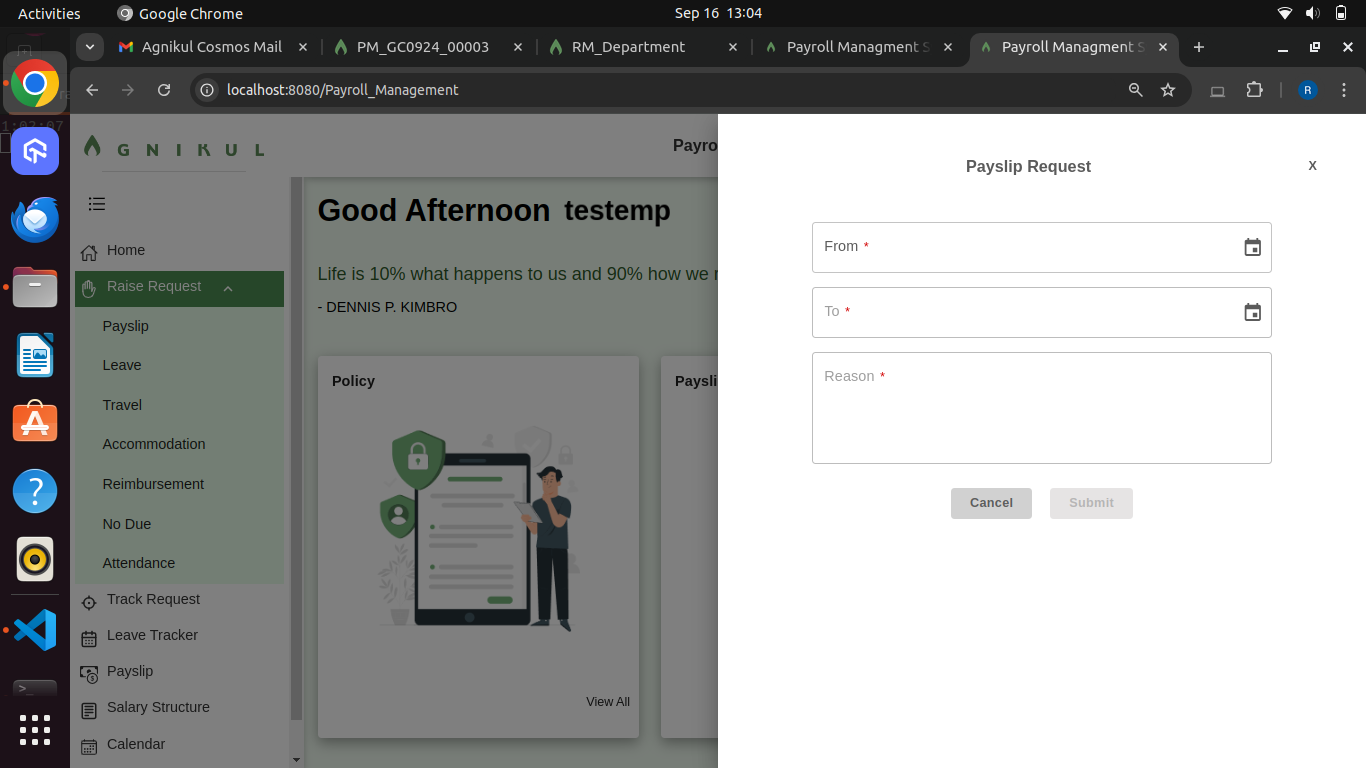 Activities
Google Chrome
Sep 16 13:04
Agnikul Cosmos Mail
PM_GC0924_00003
RM_Department
Payroll Managment S
Payroll Managment S
localhost:8080/Payroll_Management
R
1:02:07
AGNIKUL
Payro
Home
Raise Request
Payslip
Leave
Travel
Accommodation
Reimbursement
No Due
Attendance
Track Request
Leave Tracker
Payslip
Salary Structure
Calendar
Good Afternoon testemp
Life is 10% what happens to us and 90% how we r
- DENNIS P. KIMBRO
Policy
View All
Paysli
Payslip Request
X
From *
To *
Reason *
Cancel
Submit